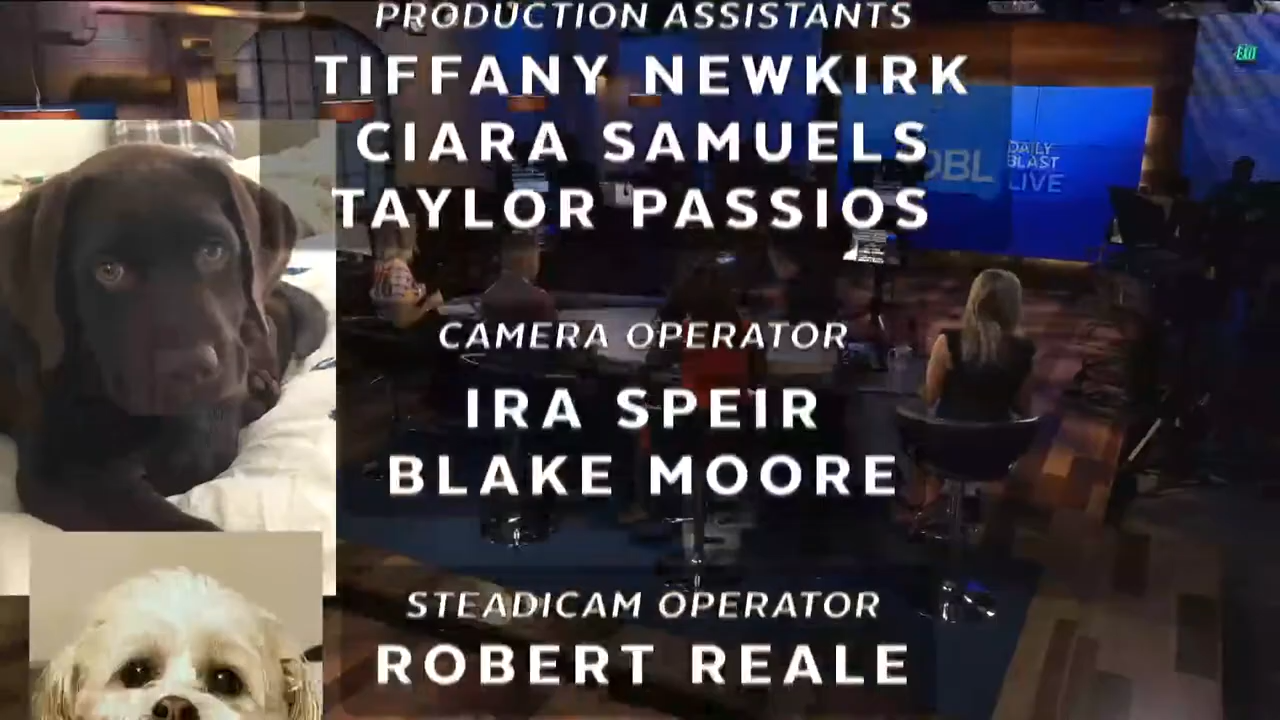 PRODUCTION ASSISTANTS
TIFFANY NEWKIRK
CIARA SAMUELS
TAYLOR PASSIOS
CAMERA OPERATOR
IRA SPEIR
BLAKE MOORE
STEADICAM OPERATOR
ROBERT REALE
DBL
DAILY
BLAST
LIVE
EXIT